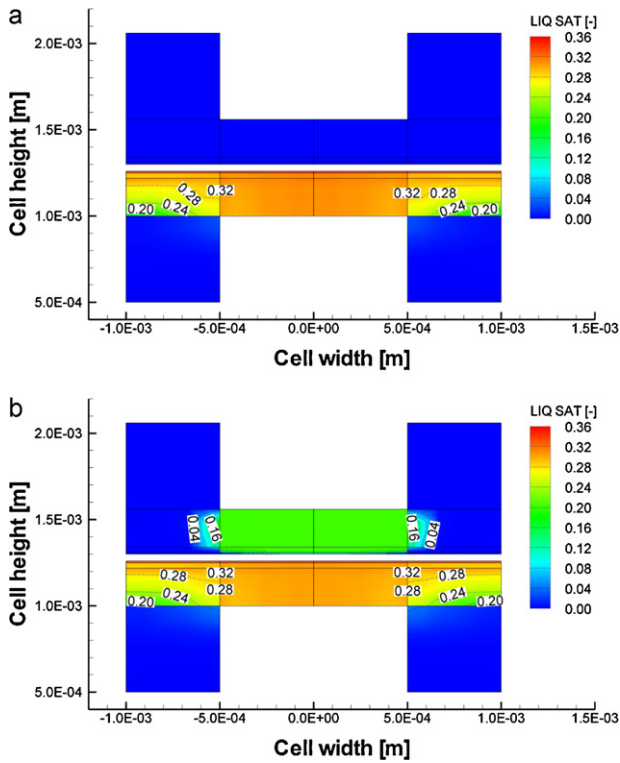 a
LIQ SAT [-]
0.36
0.32
0.28
0.24
0.20
0.16
0.12
0.08
0.04
0.00
2.0E-03
1.5E-03
1.0E-03
5.0E-04
Cell height [m]
0.20 0.24 0.28 0.32 0.32 0.28 0.24 0.20
-1.0E-03 -5.0E-04 0.0E+00 5.0E-04 1.0E-03 1.5E-03
Cell width [m]
b
LIQ SAT [-]
0.36
0.32
0.28
0.24
0.20
0.16
0.12
0.08
0.04
0.00
2.0E-03
1.5E-03
1.0E-03
5.0E-04
Cell height [m]
0.04 0.16 0.16 0.04
0.28 0.32 0.32 0.28
0.20 0.24 0.28 0.28 0.24 0.20
-1.0E-03 -5.0E-04 0.0E+00 5.0E-04 1.0E-03 1.5E-03
Cell width [m]